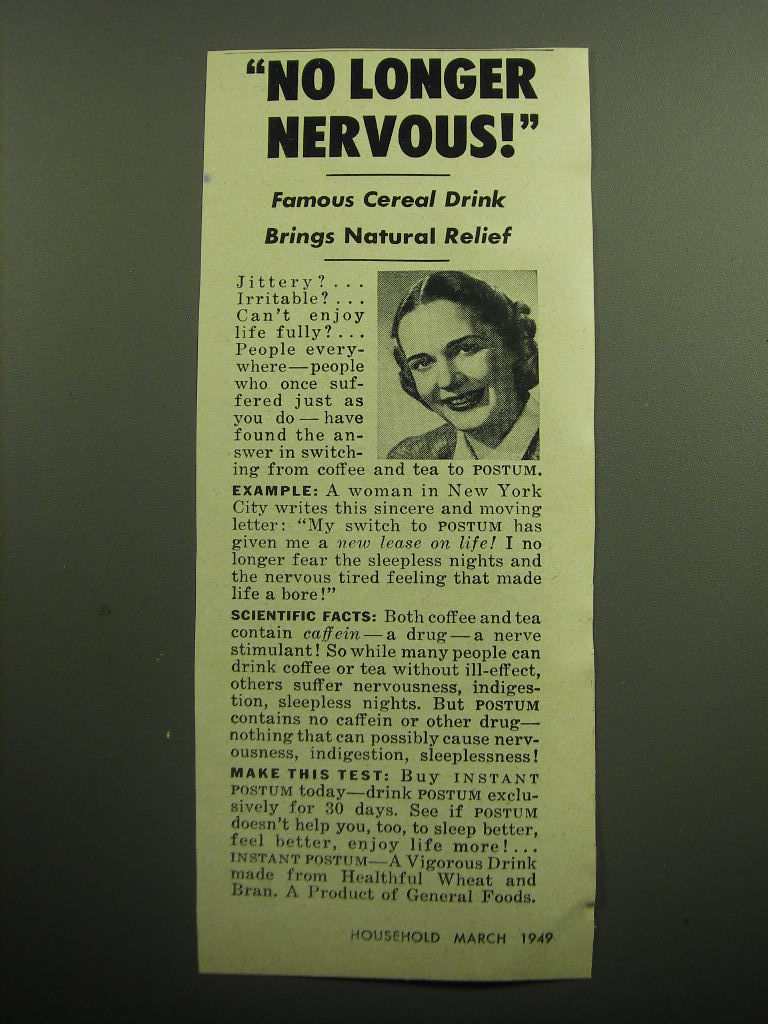 “NO LONGER
NERVOUS!”
Famous Cereal Drink
Brings Natural Relief
Jittery? ...
Irritable? ...
Can't enjoy
life fully? ...
People every-
where—people
who once suf-
fered just as
you do — have
found the an-
swer in switch-
ing from coffee and tea to POSTUM.
EXAMPLE: A woman in New York
City writes this sincere and moving
letter: “My switch to POSTUM has
given me a new lease on life! I no
longer fear the sleepless nights and
the nervous tired feeling that made
life a bore!”
SCIENTIFIC FACTS: Both coffee and tea
contain caffein—a drug—a nerve
stimulant! So while many people can
drink coffee or tea without ill-effect,
others suffer nervousness, indiges-
tion, sleepless nights. But POSTUM
contains no caffein or other drug—
nothing that can possibly cause nerv-
ousness, indigestion, sleeplessness!
MAKE THIS TEST: Buy INSTANT
POSTUM today—drink POSTUM exclu-
sively for 30 days. See if POSTUM
doesn't help you, too, to sleep better,
feel better, enjoy life more! ...
INSTANT POSTUM—A Vigorous Drink
made from Healthful Wheat and
Bran. A Product of General Foods.
HOUSEHOLD MARCH 1949